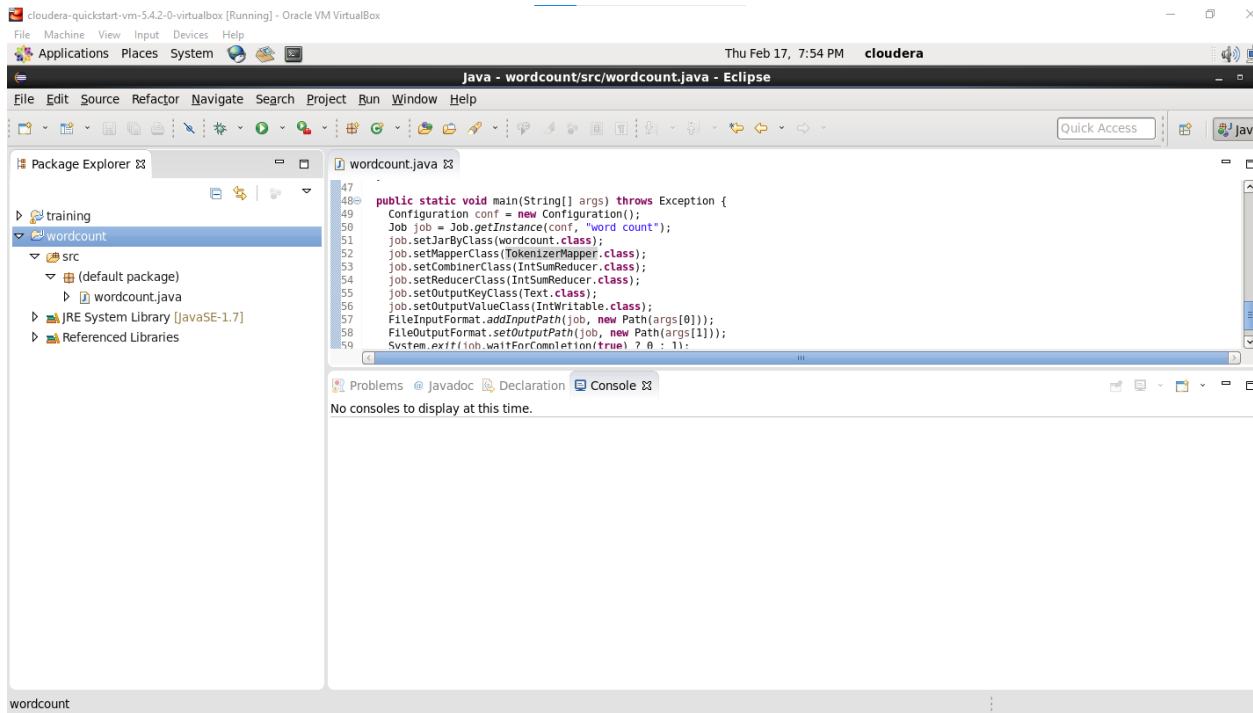 cloudera-quickstart-vm-5.4.2-0-virtualbox [Running] - Oracle VM VirtualBox
File Machine View Input Devices Help
Applications Places System
Thu Feb 17, 7:54 PM cloudera
Java - wordcount/src/wordcount.java - Eclipse
File Edit Source Refactor Navigate Search Project Run Window Help
Quick Access
Jav
Package Explorer
training
wordcount
src
(default package)
wordcount.java
JRE System Library [JavaSE-1.7]
Referenced Libraries
wordcount.java
47
48 public static void main(String[] args) throws Exception {
49 Configuration conf = new Configuration();
50 Job job = Job.getInstance(conf, "word count");
51 job.setJarByClass(wordcount.class);
52 job.setMapperClass(TokenizerMapper.class);
53 job.setCombinerClass(IntSumReducer.class);
54 job.setReducerClass(IntSumReducer.class);
55 job.setOutputKeyClass(Text.class);
56 job.setOutputValueClass(IntWritable.class);
57 FileInputFormat.addInputPath(job, new Path(args[0]));
58 FileOutputFormat.setOutputPath(job, new Path(args[1]));
59 System.exit(job.waitForCompletion(true) ? 0 : 1);
Problems @ Javadoc Declaration Console
No consoles to display at this time.
wordcount